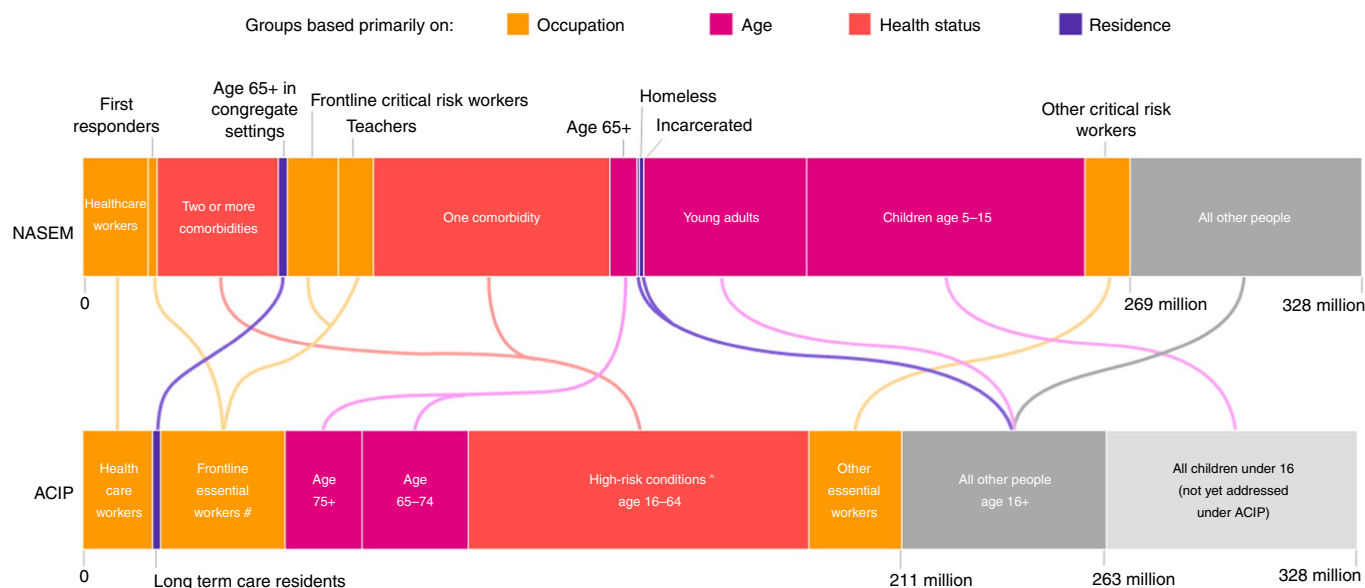 Groups based primarily on:
Occupation
Age
Health status
Residence
First
responders
Age 65+ in
congregate
settings
Frontline critical risk workers
Teachers
Age 65+
Homeless
Incarcerated
Other critical risk
workers
NASEM
Healthcare
workers
Two or more
comorbidities
One comorbidity
Young adults
Children age 5–15
All other people
0
269 million
328 million
ACIP
Health
care
workers
Frontline
essential
workers #
Age
75+
Age
65–74
High-risk conditions ^
age 16–64
Other
essential
workers
All other people
age 16+
All children under 16
(not yet addressed
under ACIP)
0
Long term care residents
211 million
263 million
328 million